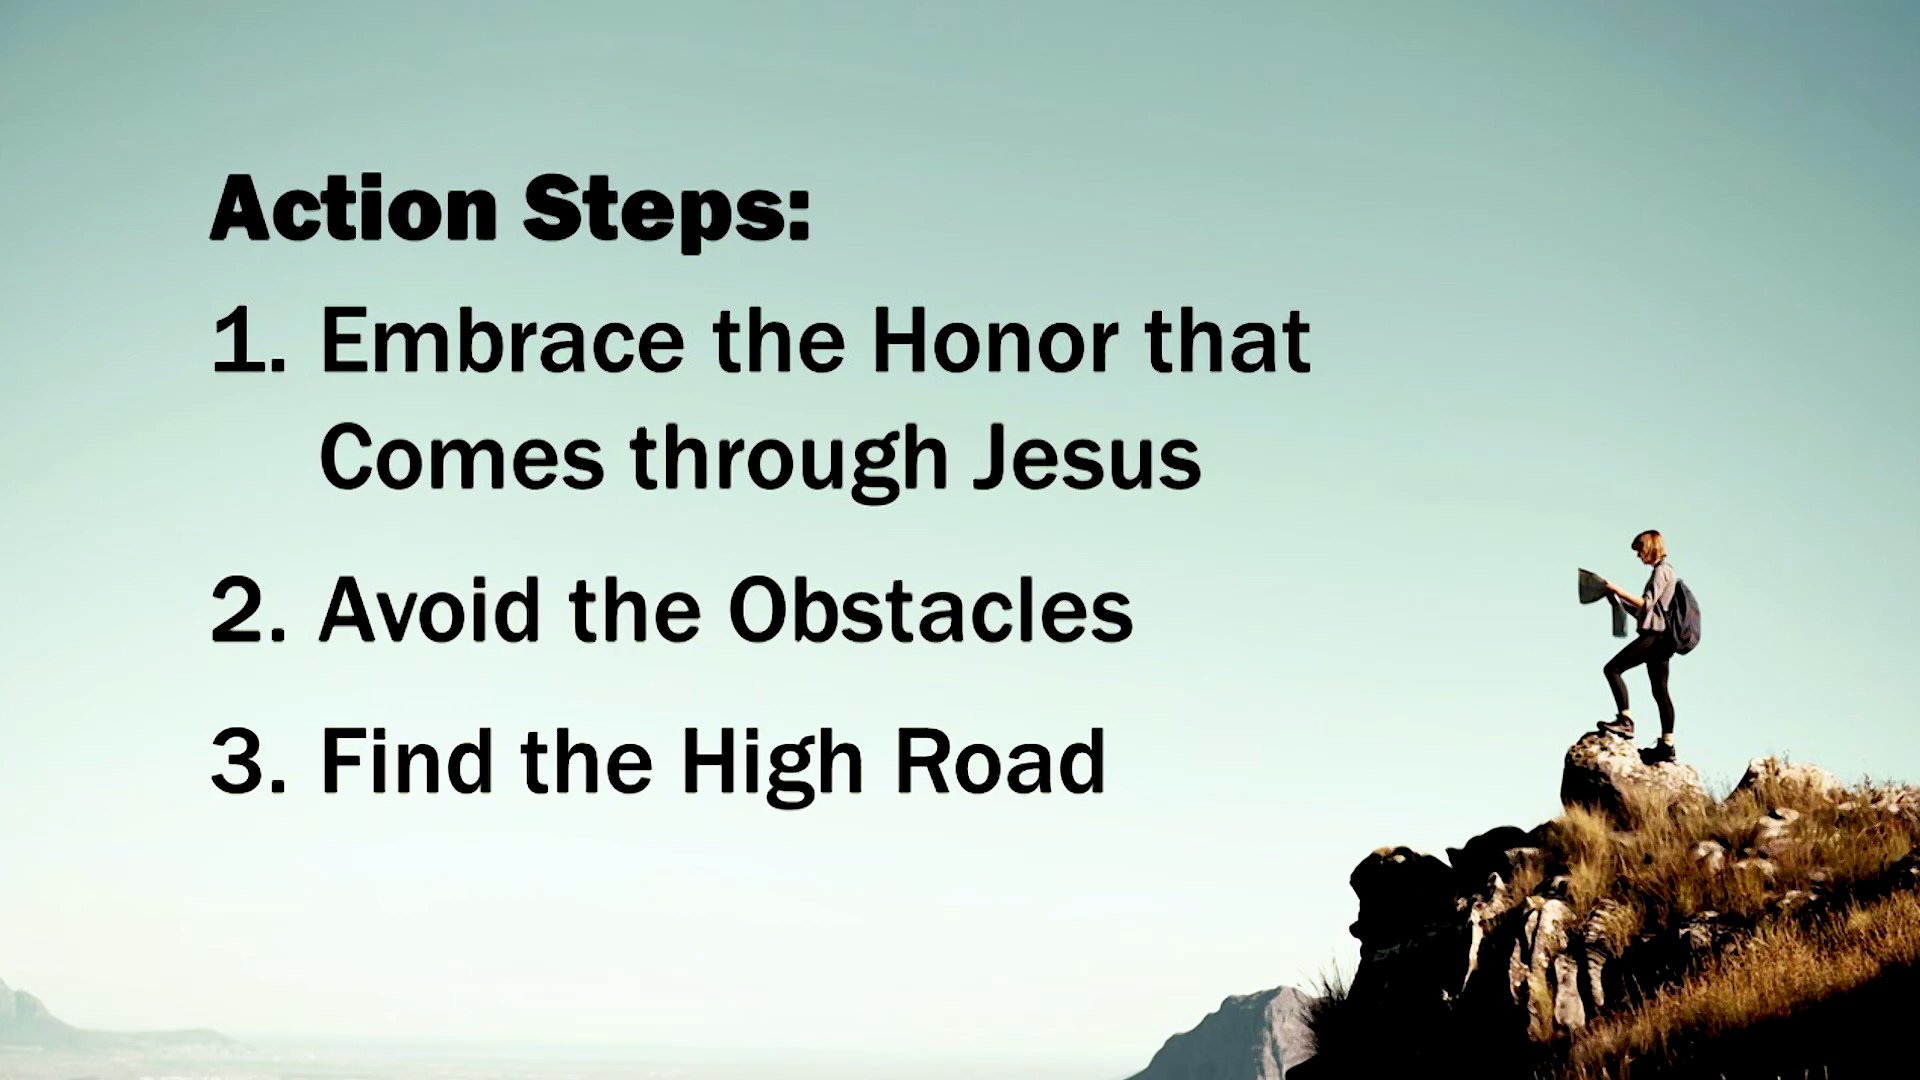 Action Steps:
1. Embrace the Honor that
Comes through Jesus
2. Avoid the Obstacles
3. Find the High Road